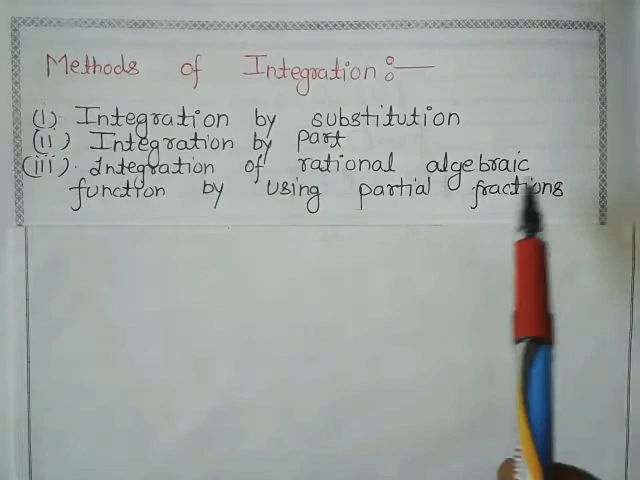 Methods of Integration :—
(i). Integration by substitution
(ii) Integration by part
(iii). Integration of rational algebraic
function by using partial fractions